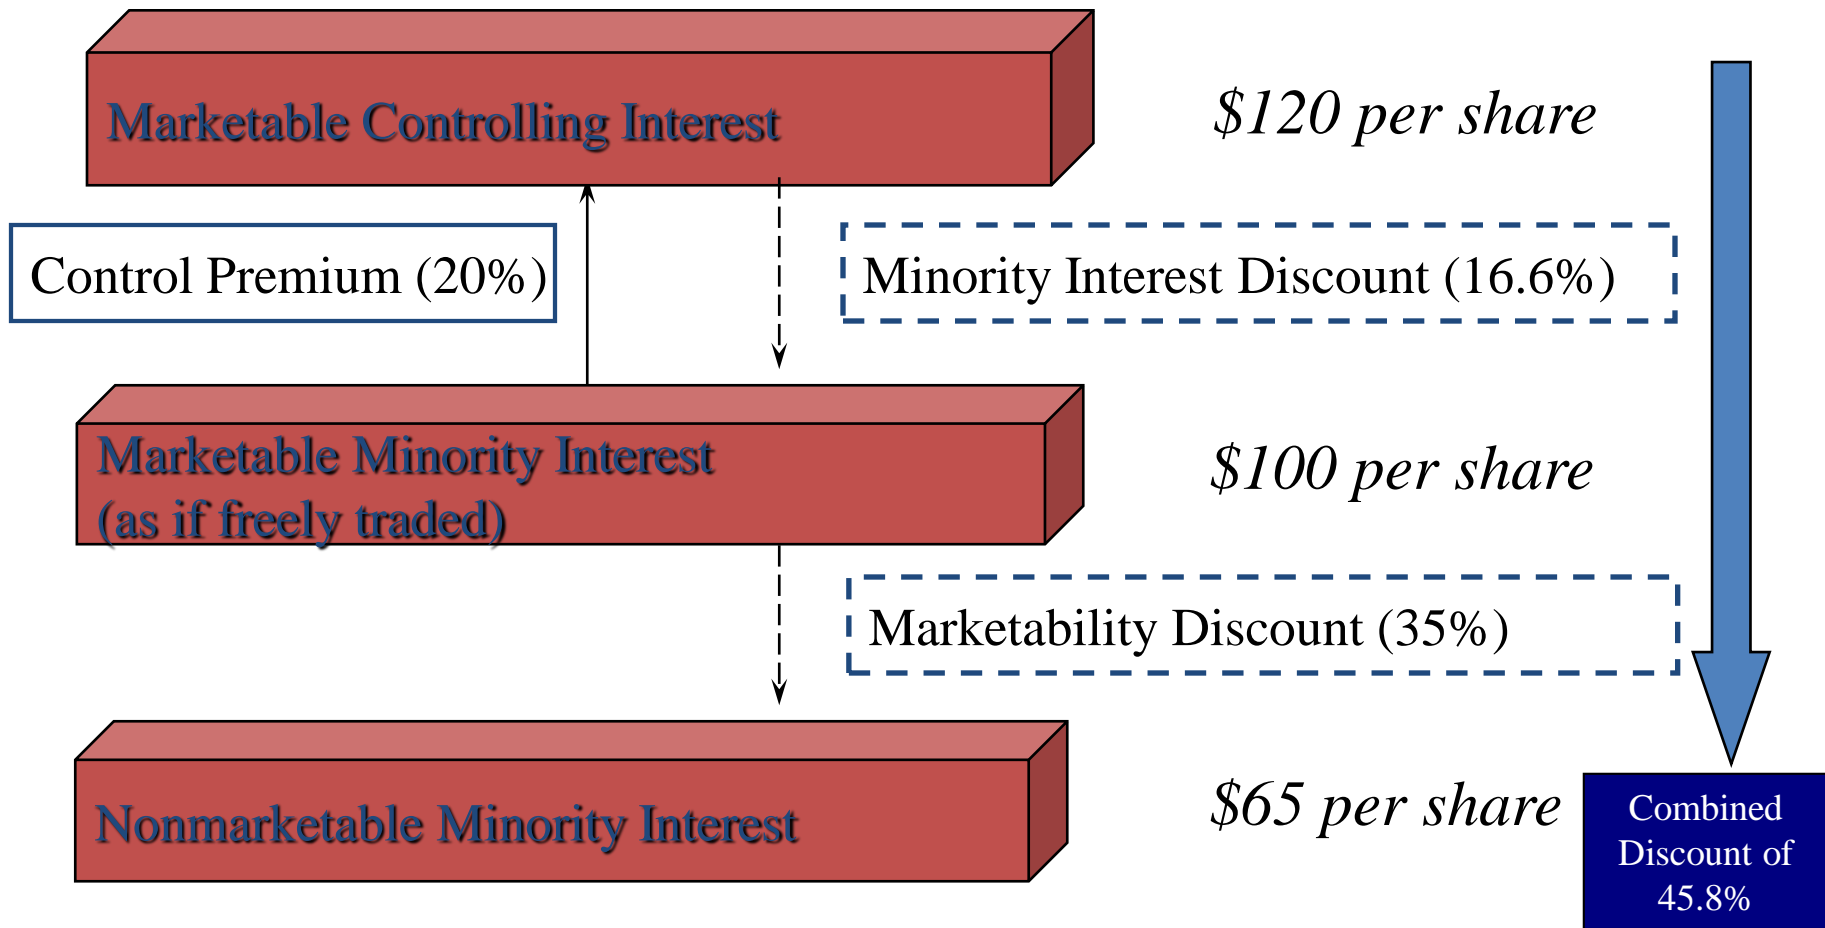 Marketable Controlling Interest
$120 per share
Control Premium (20%)
Minority Interest Discount (16.6%)
Marketable Minority Interest
(as if freely traded)
$100 per share
Marketability Discount (35%)
Nonmarketable Minority Interest
$65 per share
Combined
Discount of
45.8%